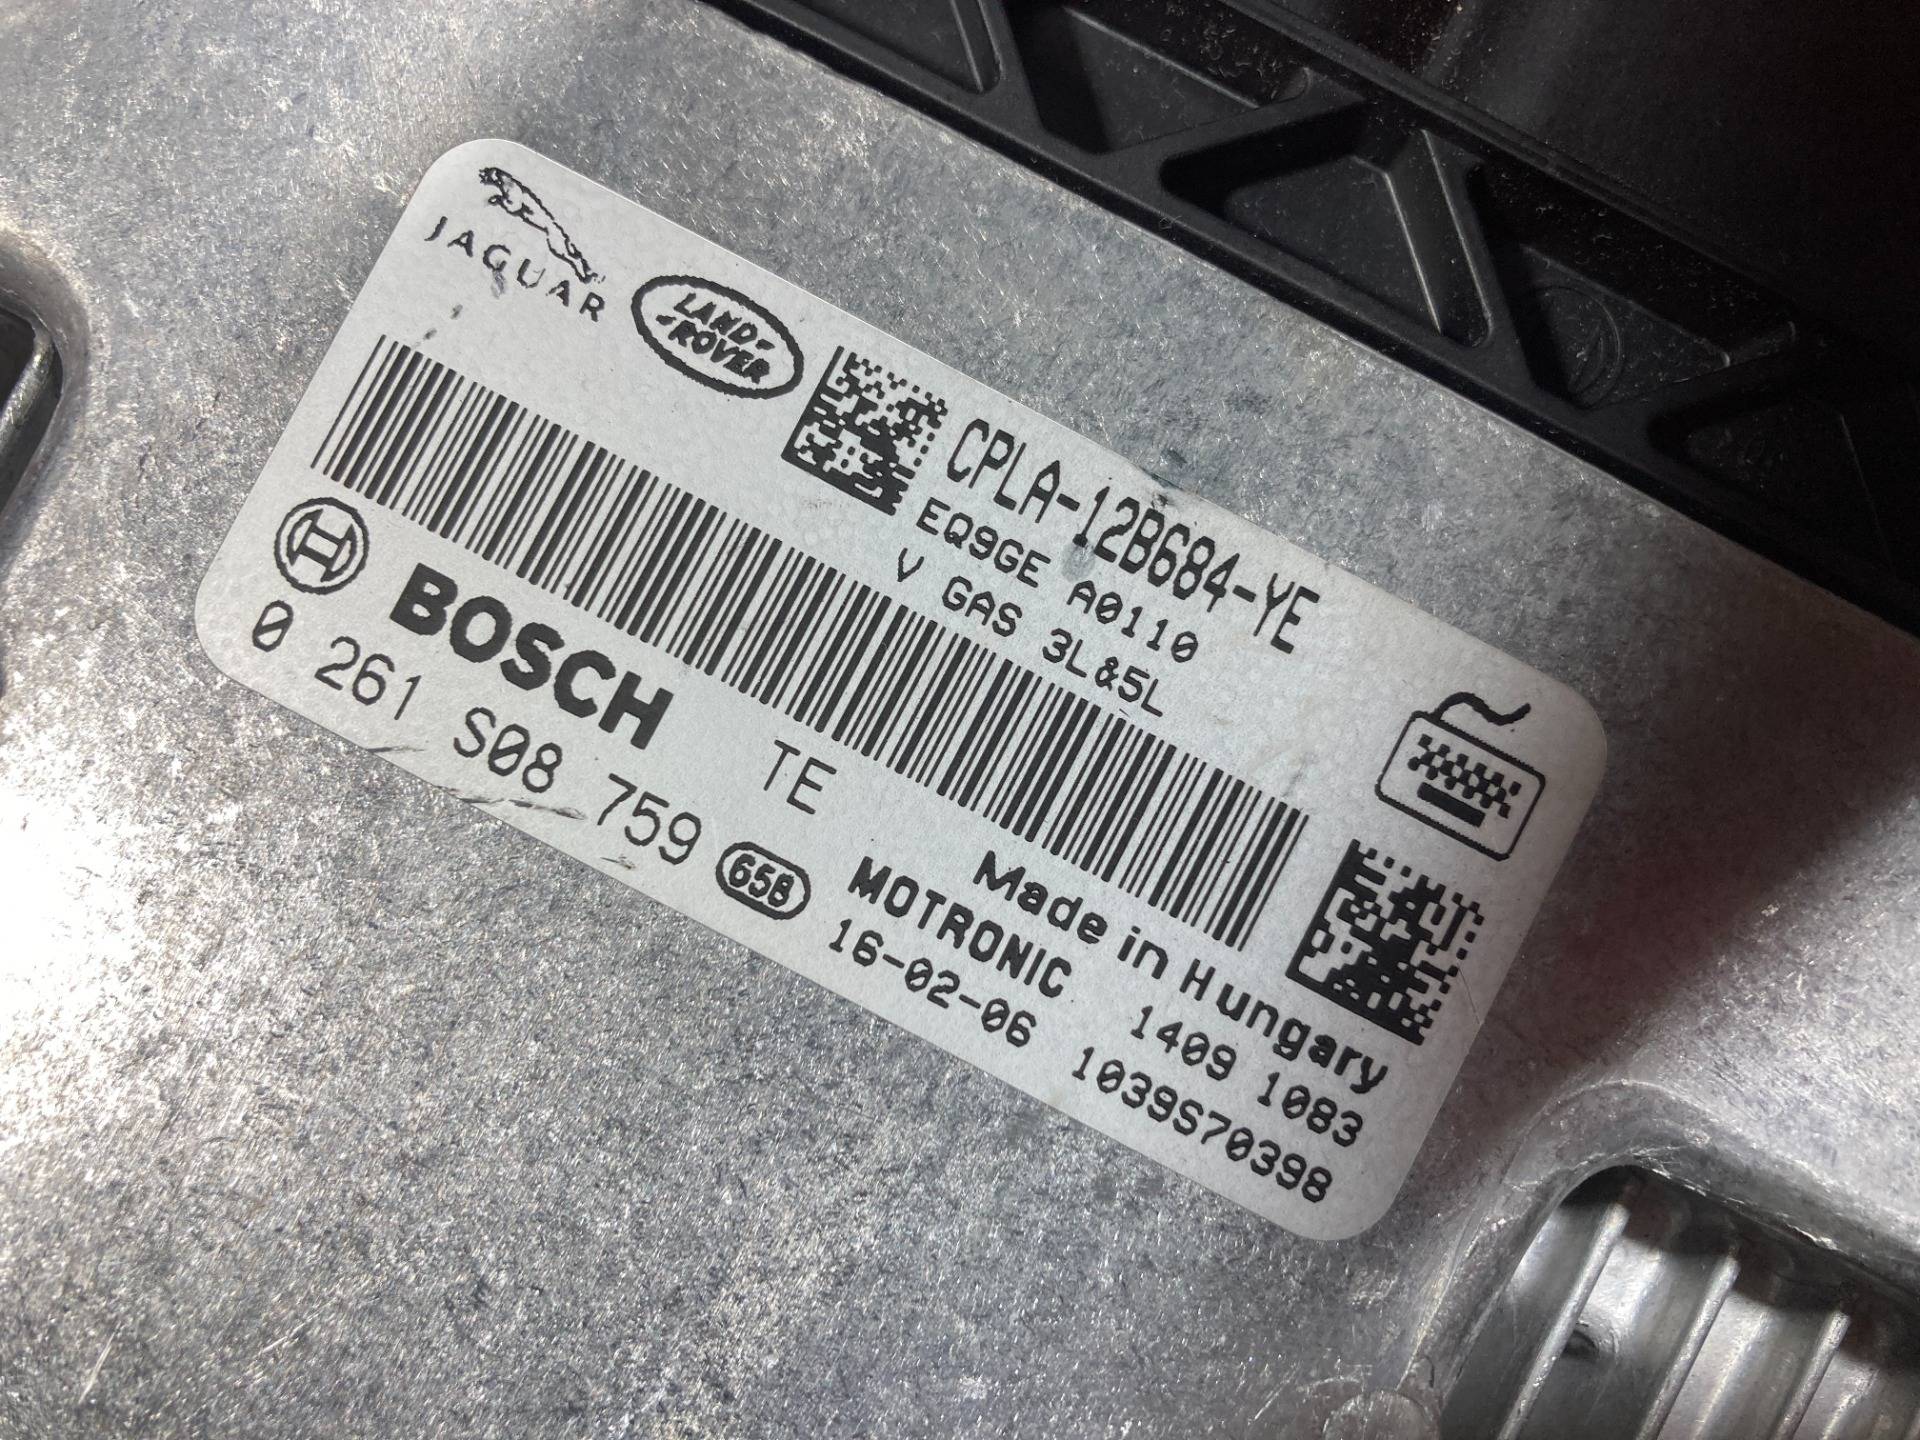 JAGUAR
LAND-
-ROVER
CPLA-12B684-YE
EQ9GE A0110
V GAS 3L&5L
BOSCH TE
Made in Hungary
0 261 S08 759
65B
MOTRONIC 1409 1083
16-02-06 1039S70398